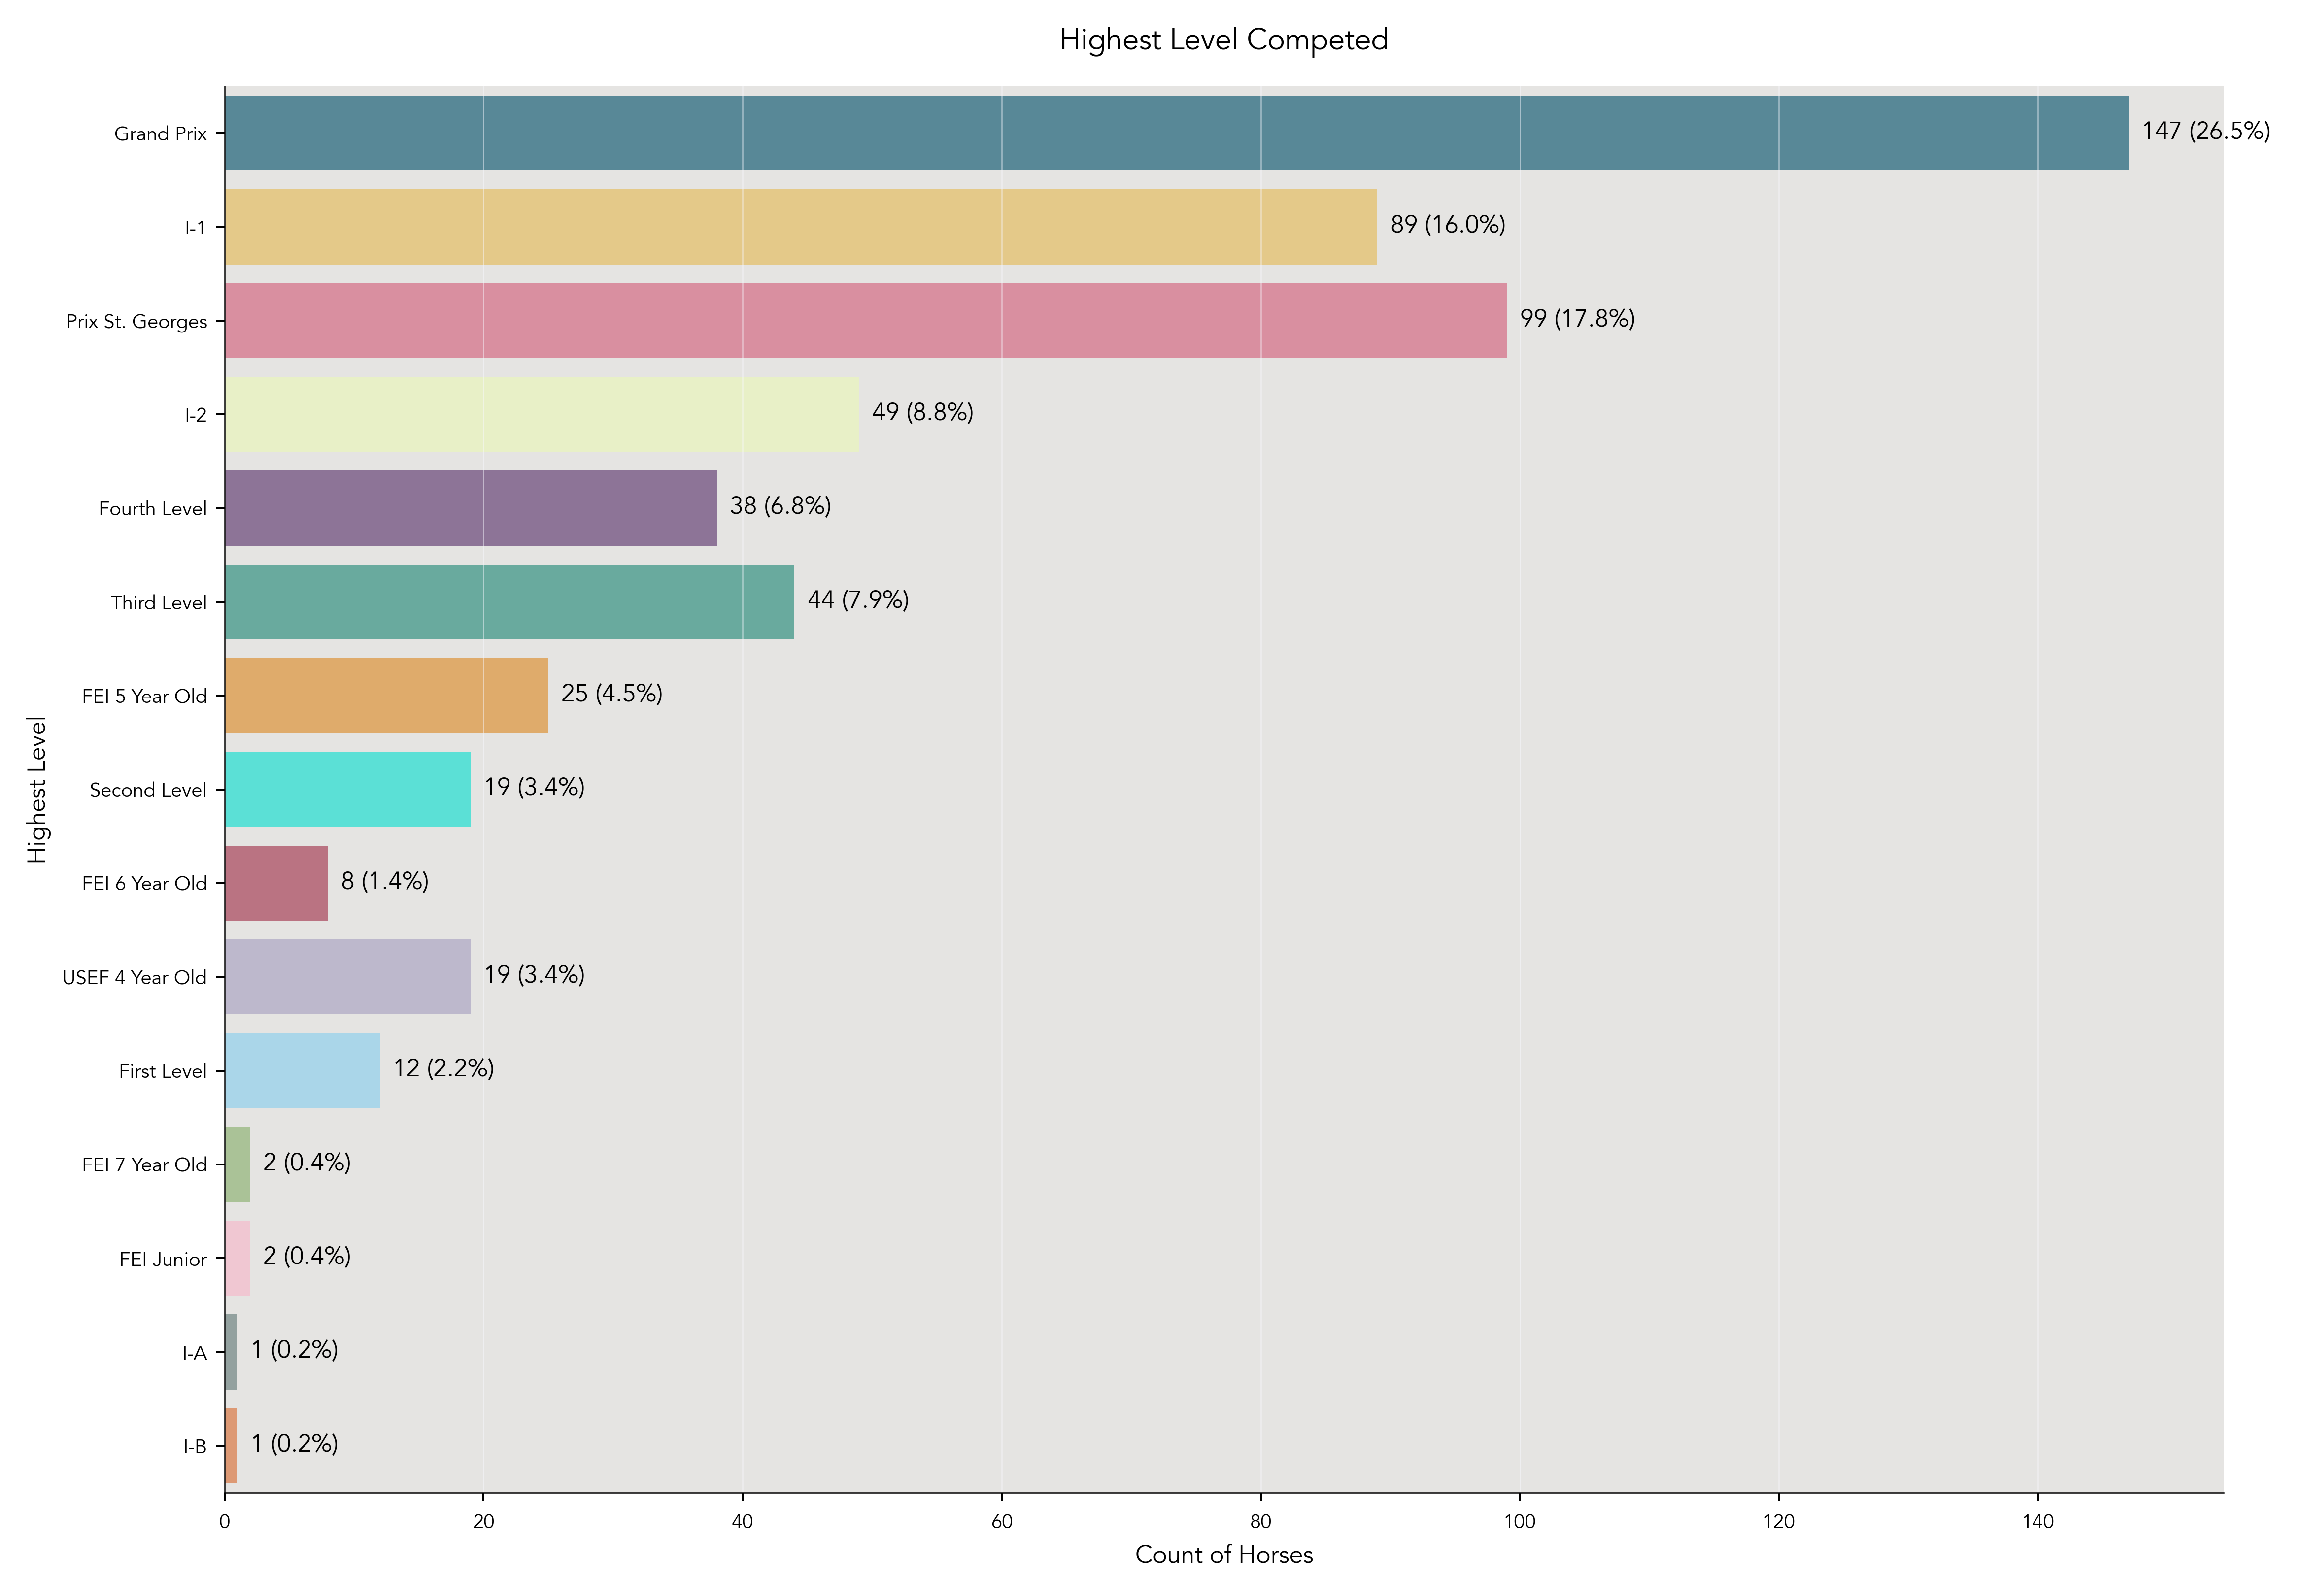 Highest Level Competed
Grand Prix
147 (26.5%)
I-1
89 (16.0%)
Prix St. Georges
99 (17.8%)
I-2
49 (8.8%)
Fourth Level
38 (6.8%)
Third Level
44 (7.9%)
FEI 5 Year Old
25 (4.5%)
Second Level
19 (3.4%)
FEI 6 Year Old
8 (1.4%)
USEF 4 Year Old
19 (3.4%)
First Level
12 (2.2%)
FEI 7 Year Old
2 (0.4%)
FEI Junior
2 (0.4%)
I-A
1 (0.2%)
I-B
1 (0.2%)
Highest Level
0 20 40 60 80 100 120 140
Count of Horses